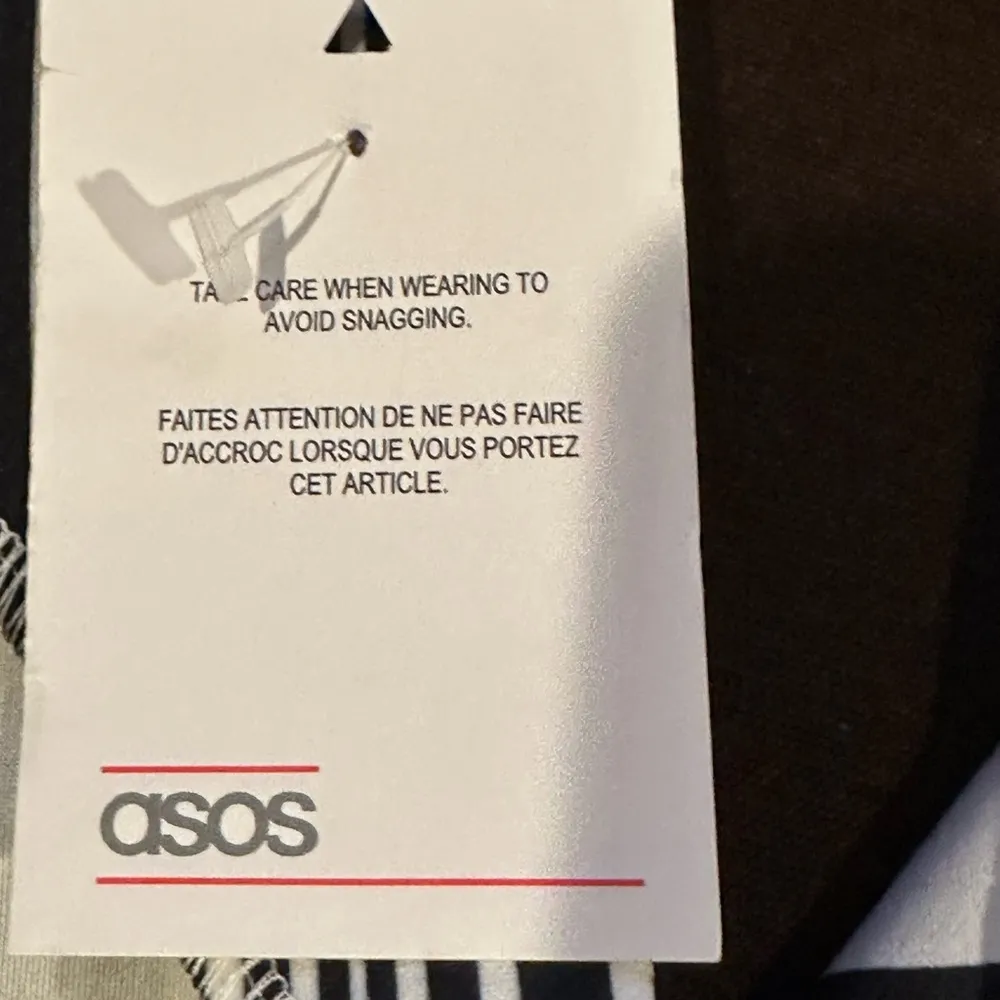 TAKE CARE WHEN WEARING TO
AVOID SNAGGING.
FAITES ATTENTION DE NE PAS FAIRE
D'ACCROC LORSQUE VOUS PORTEZ
CET ARTICLE.
asos